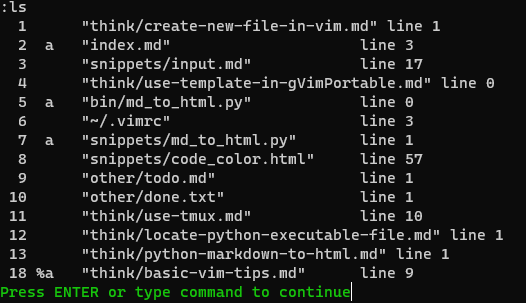 :ls
  1      "think/create-new-file-in-vim.md" line 1
  2  a   "index.md"                     line 3
  3      "snippets/input.md"            line 17
  4      "think/use-template-in-gVimPortable.md" line 0
  5  a   "bin/md_to_html.py"            line 0
  6      "~/.vimrc"                     line 3
  7  a   "snippets/md_to_html.py"       line 1
  8      "snippets/code_color.html"     line 57
  9      "other/todo.md"                line 1
 10      "other/done.txt"               line 1
 11      "think/use-tmux.md"            line 10
 12      "think/locate-python-executable-file.md" line 1
 13      "think/python-markdown-to-html.md" line 1
 18 %a   "think/basic-vim-tips.md"      line 9
Press ENTER or type command to continue